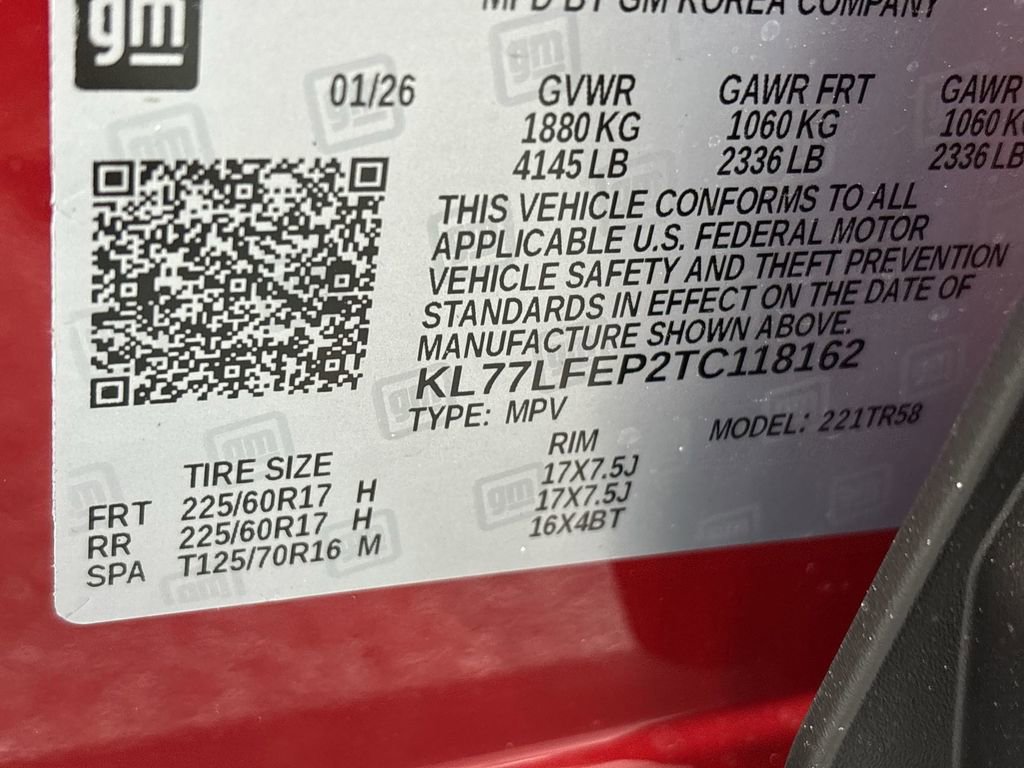 gm
MFD BY GM KOREA COMPANY
01/26 GVWR GAWR FRT GAWR
1880 KG 1060 KG 1060
4145 LB 2336 LB 2336 LB
THIS VEHICLE CONFORMS TO ALL
APPLICABLE U.S. FEDERAL MOTOR
VEHICLE SAFETY AND THEFT PREVENTION
STANDARDS IN EFFECT ON THE DATE OF
MANUFACTURE SHOWN ABOVE.
KL77LFEP2TC118162
TYPE: MPV MODEL: 221TR58
TIRE SIZE RIM
FRT 225/60R17 H 17X7.5J
RR 225/60R17 H 17X7.5J
SPA T125/70R16 M 16X4BT